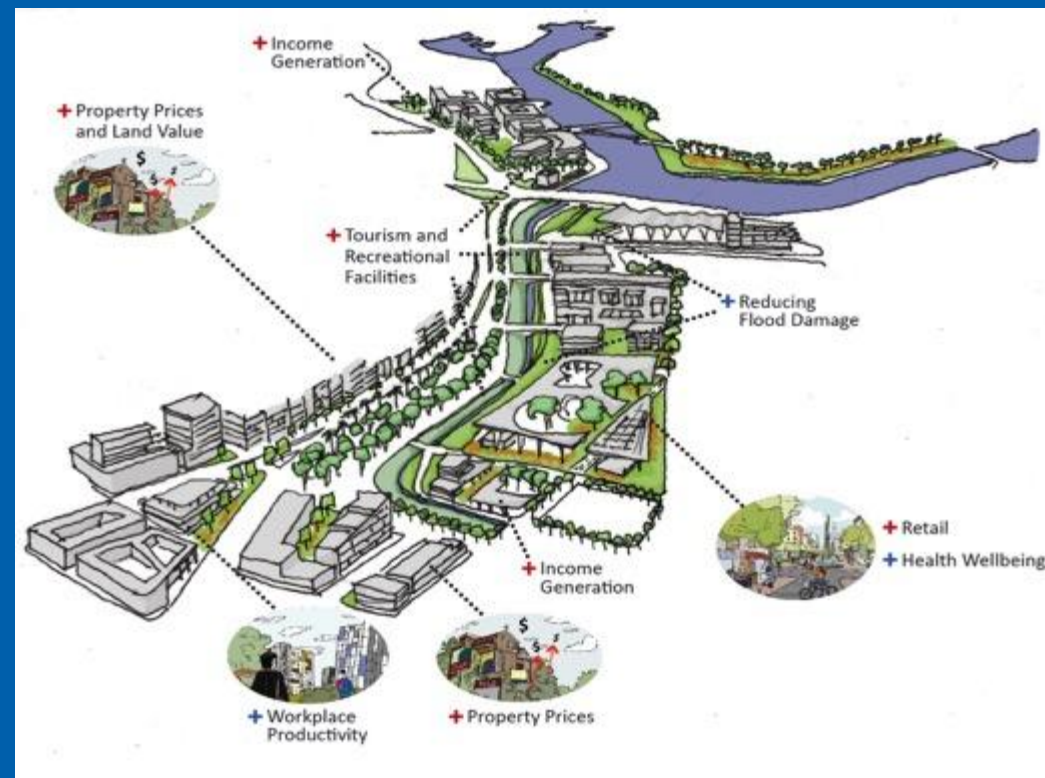 + Income
Generation
+ Property Prices
and Land Value
$
$
$
+ Tourism and
Recreational
Facilities
+ Reducing
Flood Damage
+ Retail
+ Health Wellbeing
+ Income
Generation
$
$
$
+ Workplace
Productivity
+ Property Prices